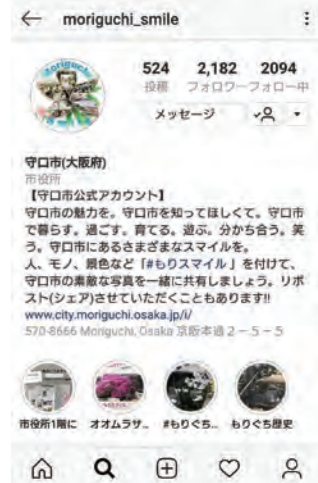 moriguchi_smile
moriguchi
524 2,182 2094
投稿 フォロワーフォロー中
メッセージ
守口市(大阪府)
市役所
【守口市公式アカウント】
守口市の魅力を。守口市を知ってほしくて。守口市
で暮らす。過ごす。育てる。遊ぶ。分かち合う。笑
う。守口市にあるさまざまなスマイルを。
人、モノ、景色など「#もりスマイル 」を付けて、
守口市の素敵な写真を一緒に共有しましょう。リポ
スト(シェア)させていただくこともあります!!
www.city.moriguchi.osaka.jp/i/
570-8666 Moriguchi, Osaka 京阪本通２－５－５
市役所1階に オオムラサ... #もりぐち... もりぐち歴史